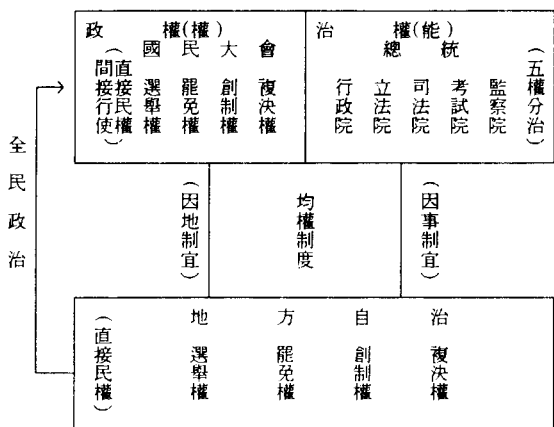 政權(權)
國民大會
(直接民權間接行使)
選舉權
罷免權
創制權
複決權
治權(能)
總統
行政院
立法院
司法院
考試院
監察院
(五權分治)
全民政治
(因地制宜)
均權制度
(因事制宜)
地方自治
(直接民權)
選舉權
罷免權
創制權
複決權